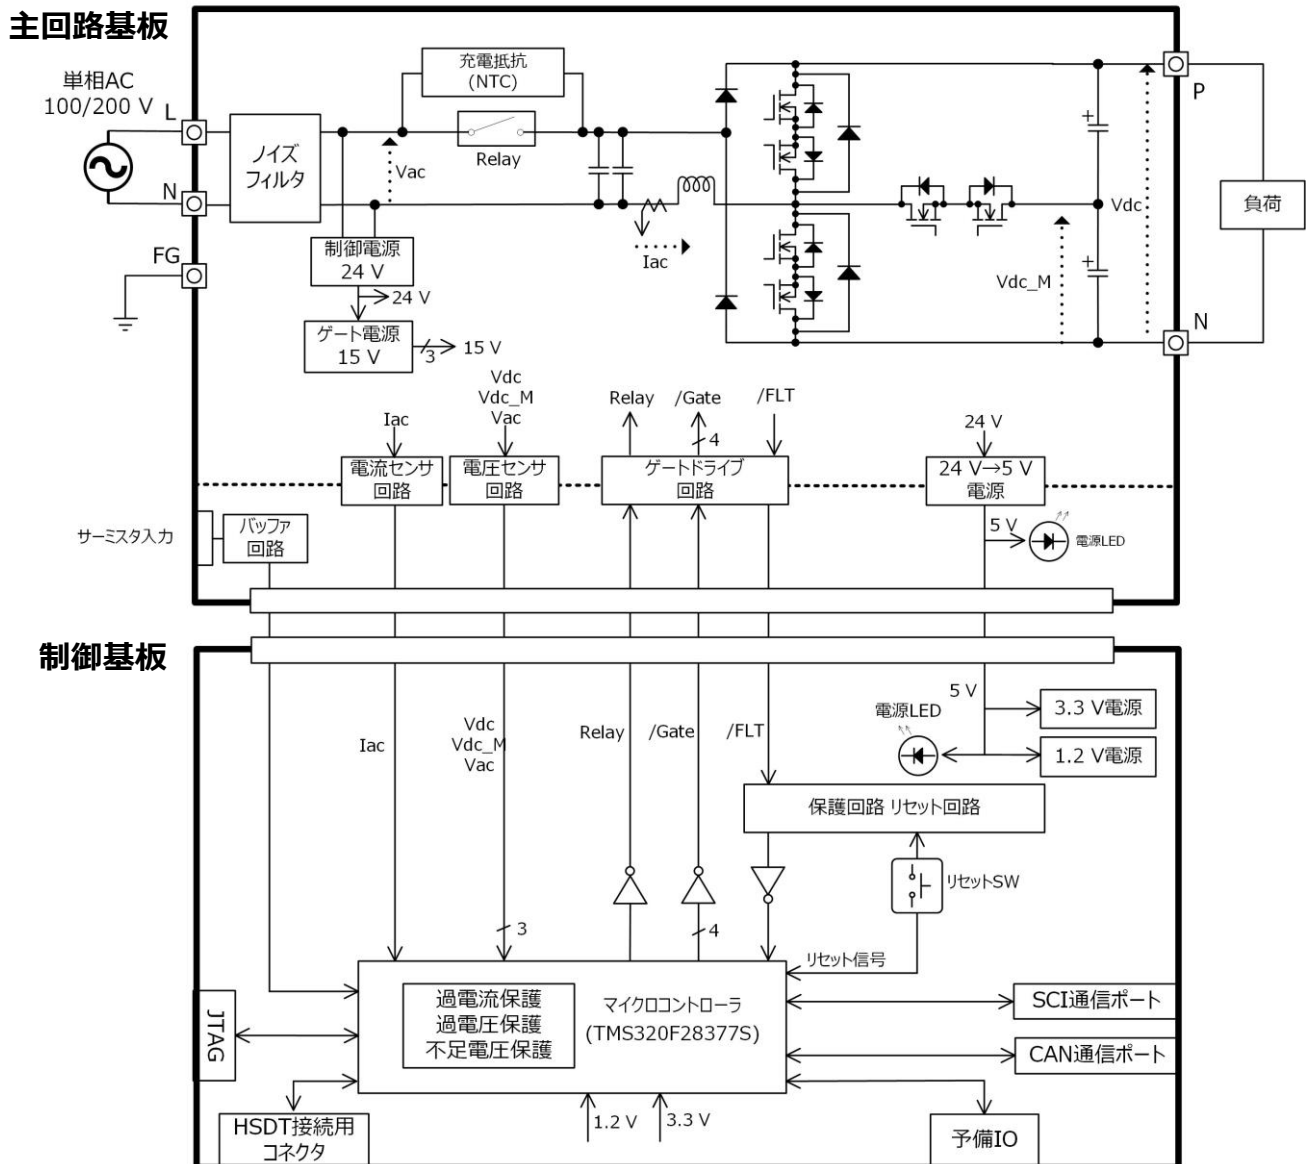 主回路基板
単相AC
100/200 V
L
N
FG
ノイズ
フィルタ
充電抵抗
(NTC)
Relay
Vac
Iac
制御電源
24 V
24 V
ゲート電源
15 V
3
15 V
+
+
Vdc
Vdc_M
P
N
負荷
Iac
Vdc
Vdc_M
Vac
Relay
/Gate
4
/FLT
24 V
電流センサ
回路
電圧センサ
回路
ゲートドライブ
回路
24 V→5 V
電源
サーミスタ入力
バッファ
回路
5 V
電源LED
制御基板
Iac
Vdc
Vdc_M
Vac
Relay
/Gate
/FLT
5 V
電源LED
3.3 V電源
1.2 V電源
保護回路 リセット回路
リセットSW
3
4
リセット信号
過電流保護
過電圧保護
不足電圧保護
マイクロコントローラ
(TMS320F28377S)
JTAG
SCI通信ポート
CAN通信ポート
HSDT接続用
コネクタ
1.2 V
3.3 V
予備IO